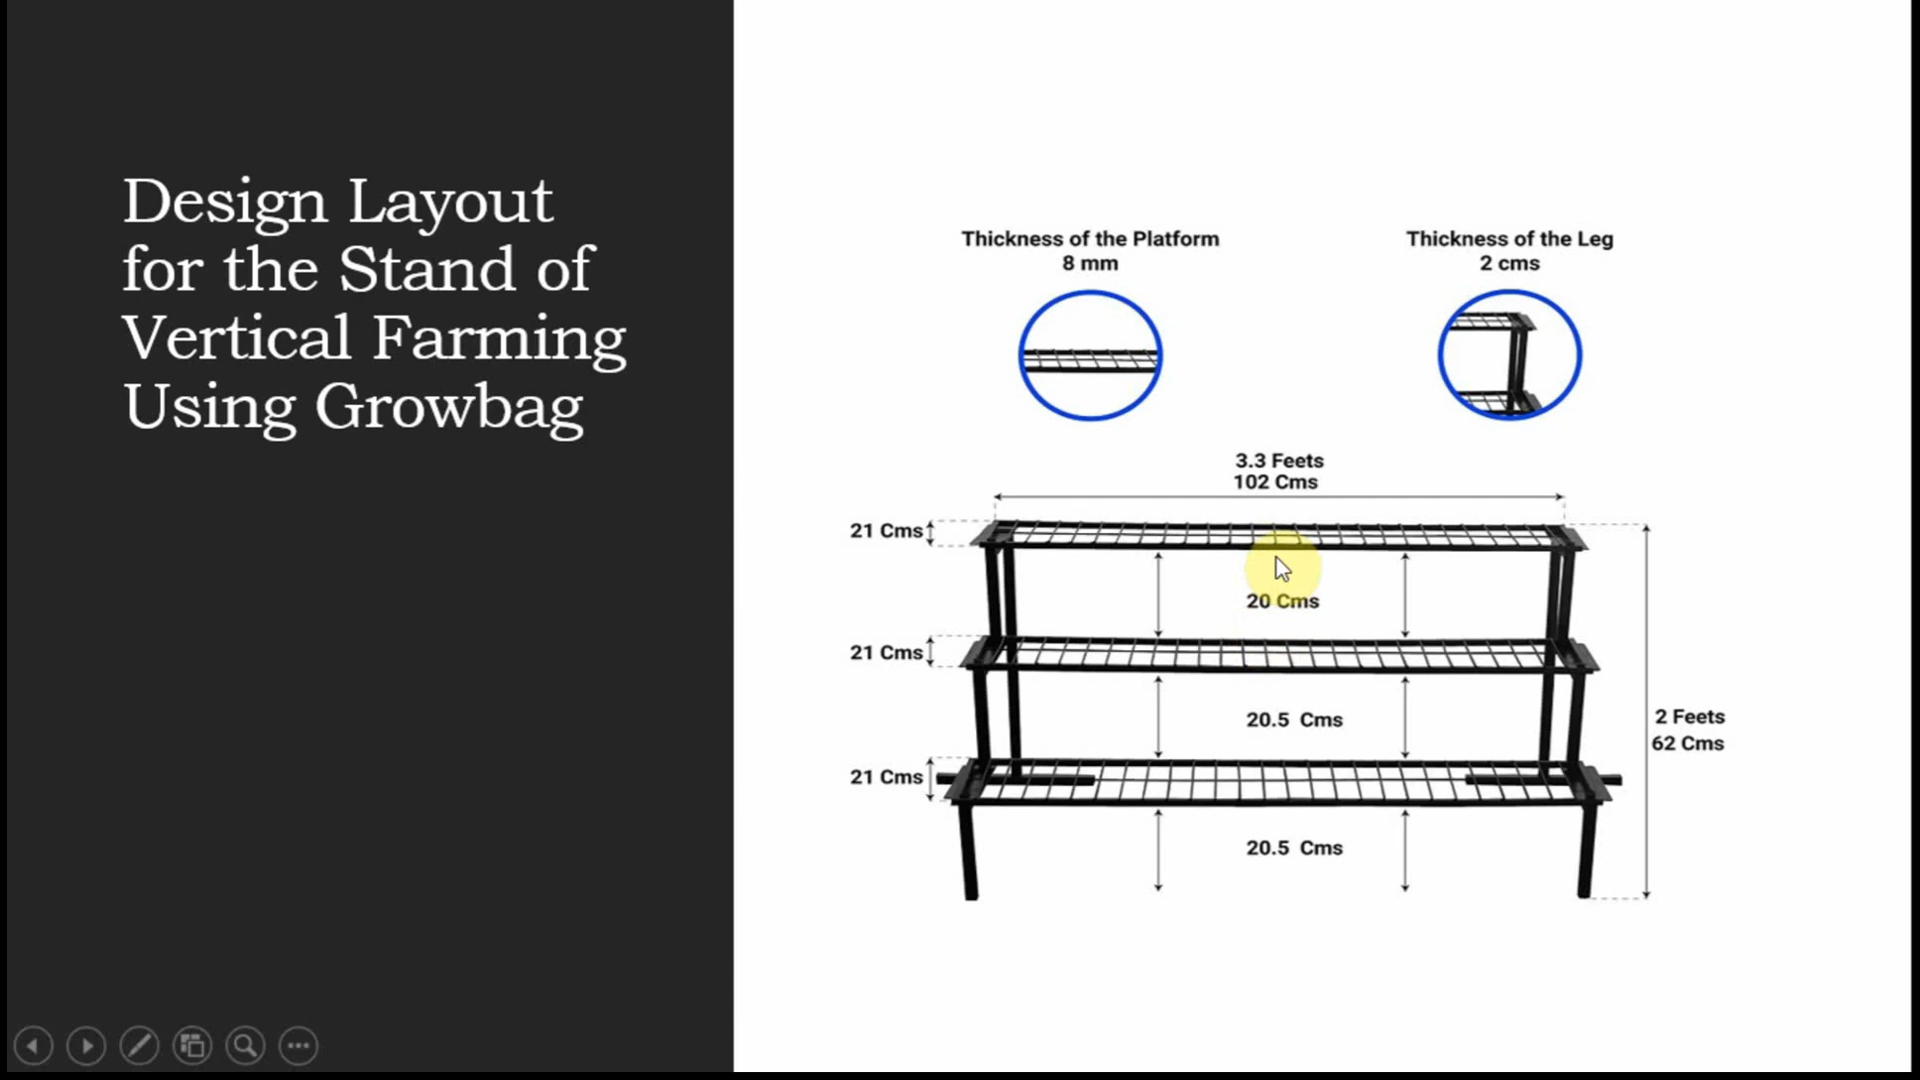 Design Layout
for the Stand of
Vertical Farming
Using Growbag
Thickness of the Platform
8 mm
Thickness of the Leg
2 cms
3.3 Feets
102 Cms
21 Cms
20 Cms
21 Cms
20.5 Cms
2 Feets
62 Cms
21 Cms
20.5 Cms